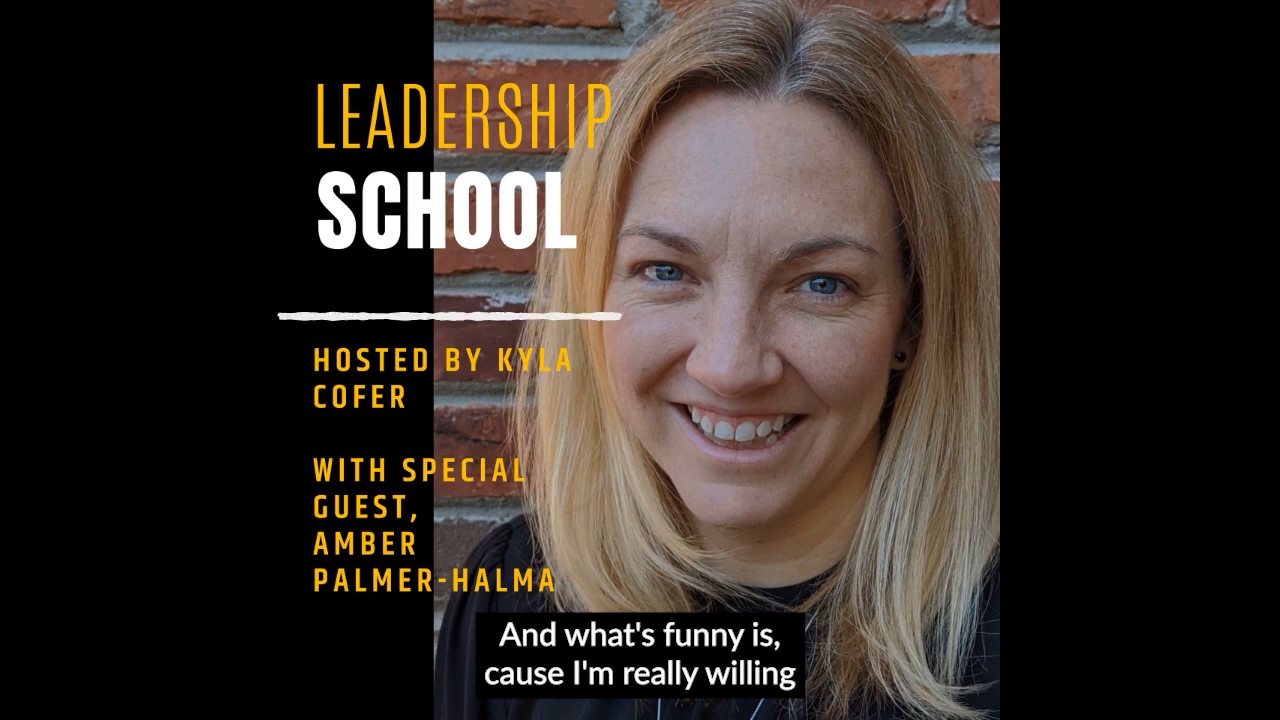 LEADERSHIP
SCHOOL
HOSTED BY KYLA
COFER
WITH SPECIAL
GUEST,
AMBER
PALMER-HALMA
And what's funny is,
cause I'm really willing